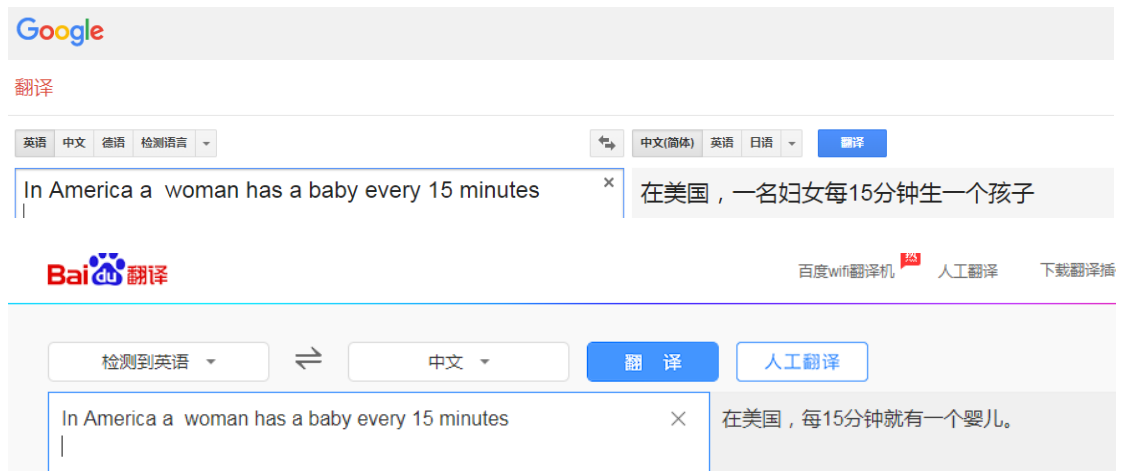 Google
翻译
英语 中文 德语 检测语言 中文(简体) 英语 日语 翻译
In America a  woman has a baby every 15 minutes 在美国，一名妇女每15分钟生一个孩子
Bai du 翻译 百度wifi翻译机 热 人工翻译 下载翻译插
检测到英语 中文 翻 译 人工翻译
In America a  woman has a baby every 15 minutes 在美国，每15分钟就有一个婴儿。